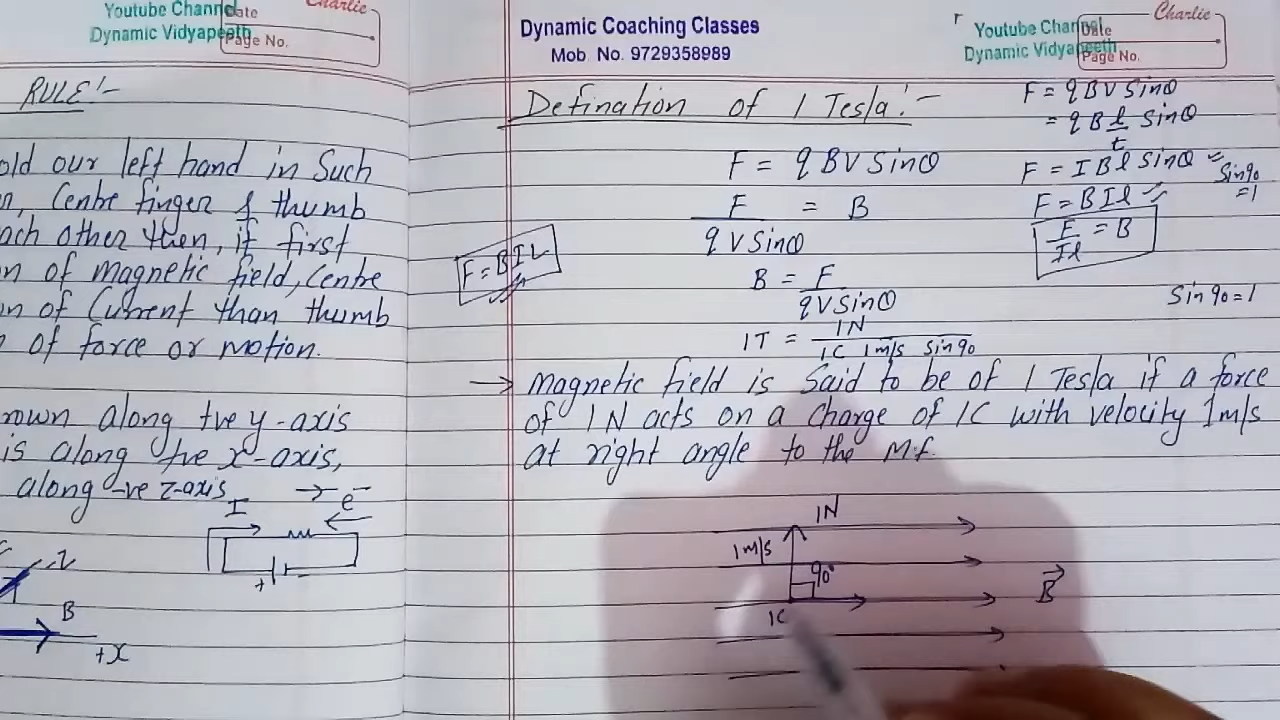 Youtube Channel
Dynamic Vidyapeeth
Charlie
Date
Page No.
RULE:-
old our left hand in Such
n, Centre finger & thumb
ach other then, if first
n of magnetic field, Centre
on of Current than thumb
of force or motion.
rown along +ve y-axis
is along +ve x-axis,
along -ve z-axis
I
→ e⁻
+
Z
B
+X
Dynamic Coaching Classes
Mob. No. 9729358989
Youtube Channel
Dynamic Vidyapeeth
Charlie
Date
Page No.
Defination of 1 Tesla:-
F = qBVSinθ
F/qVSinθ = B
F = BIL
B = F/qVSinθ
1T = 1N/1C 1m/s Sin90
F = qBVSinθ
= qB l/t Sinθ
F = IBl Sinθ
Sin90 = 1
F = BIl
F/Il = B
Sin90 = 1
→ Magnetic field is Said to be of 1 Tesla if a force
of 1N acts on a Charge of 1C with velocity 1m/s
at right angle to the M.f.
1N
1m/s
90°
B⃗
1C